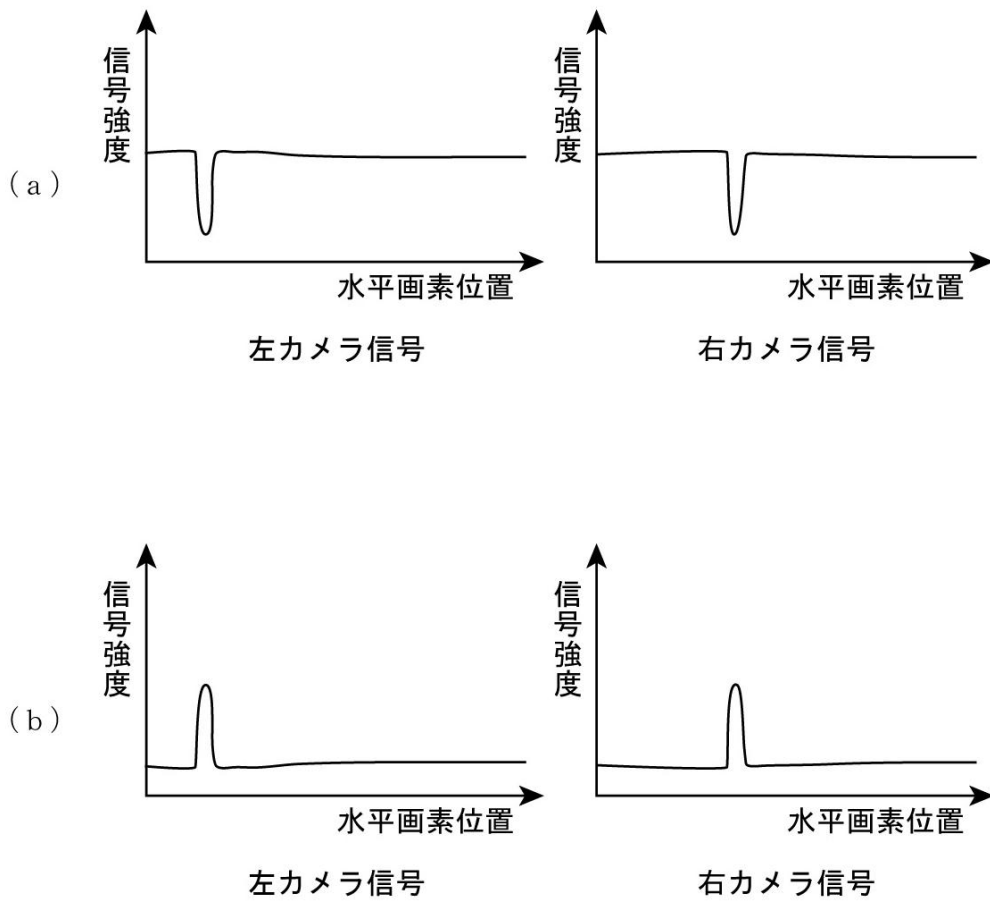 信号強度
信号強度
(a)
水平画素位置
水平画素位置
左カメラ信号
右カメラ信号
信号強度
信号強度
(b)
水平画素位置
水平画素位置
左カメラ信号
右カメラ信号